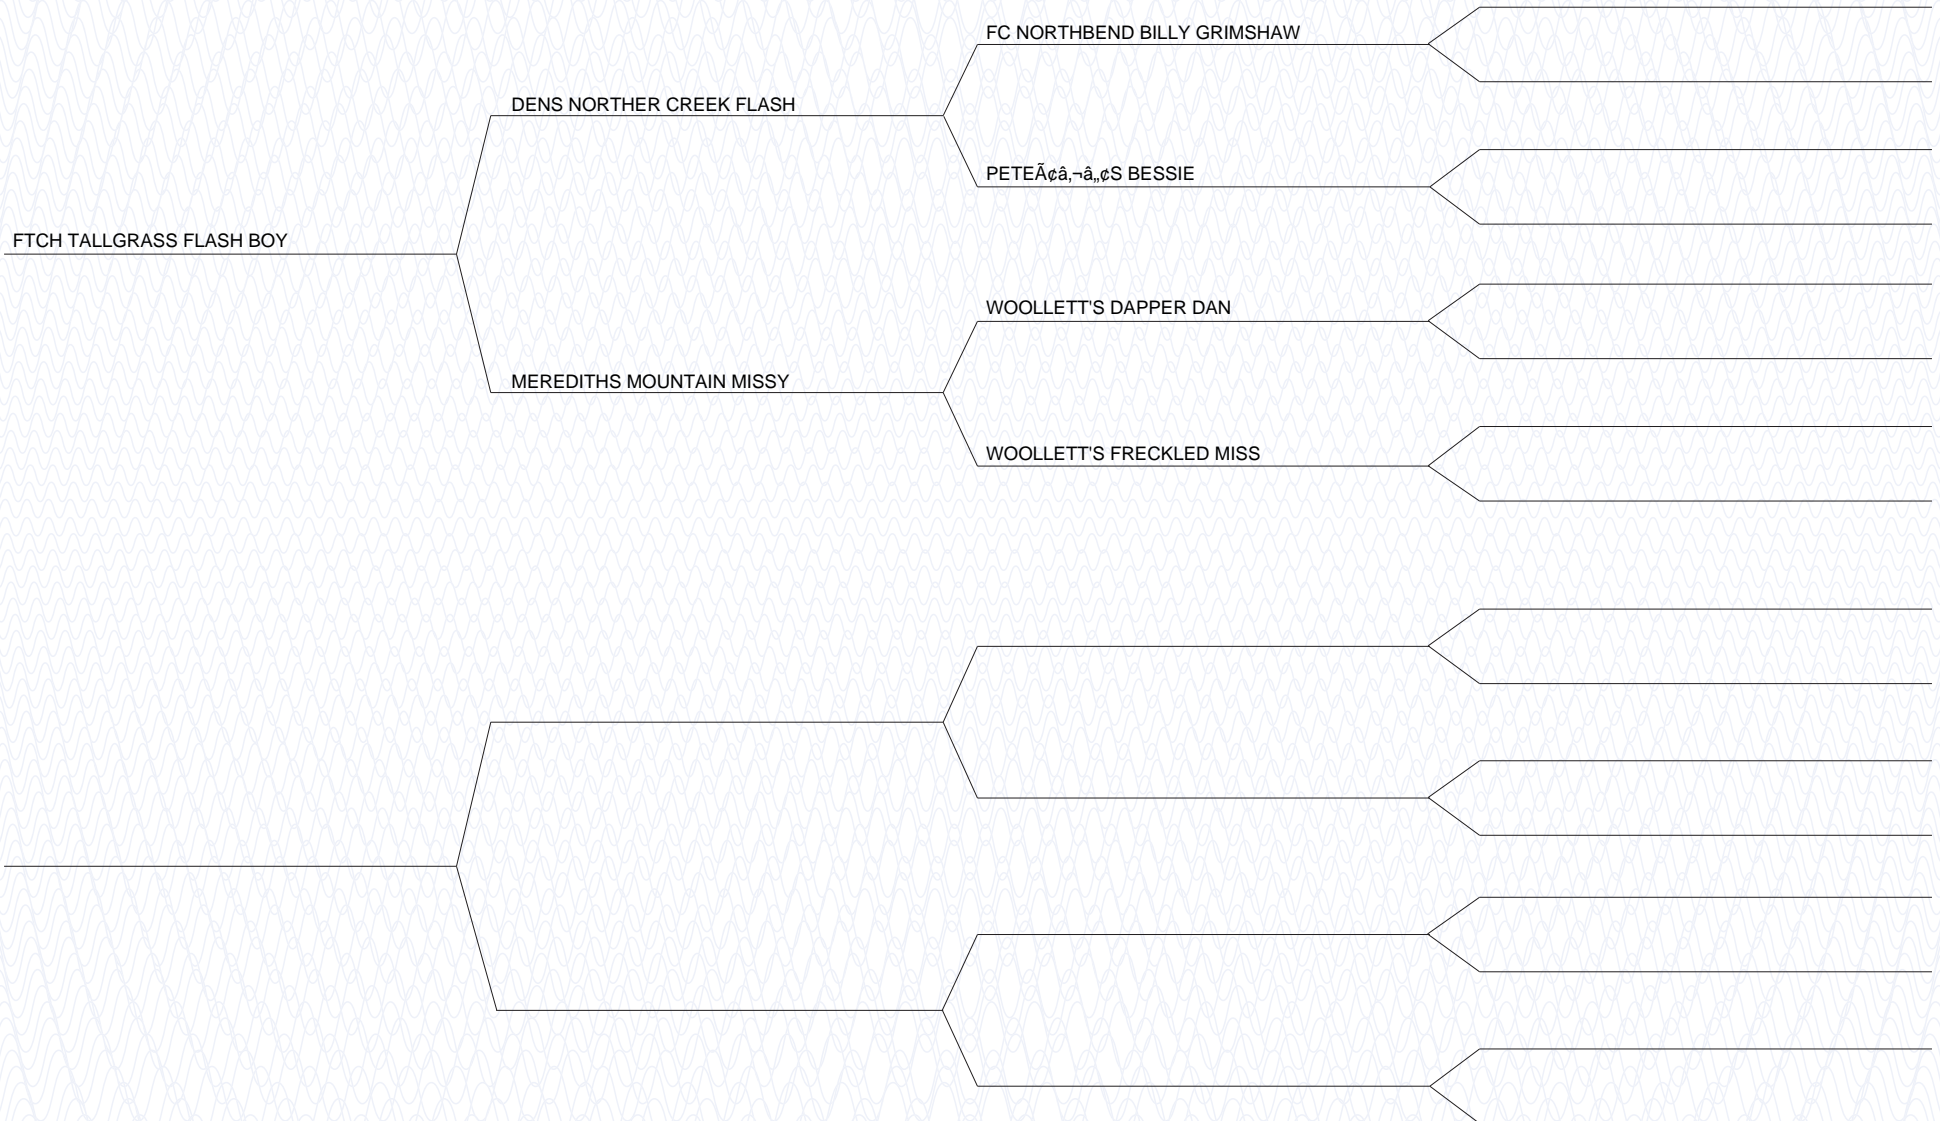 FC NORTHBEND BILLY GRIMSHAW
DENS NORTHER CREEK FLASH
PETEÃ¢â‚¬â„¢S BESSIE
FTCH TALLGRASS FLASH BOY
WOOLLETT'S DAPPER DAN
MEREDITHS MOUNTAIN MISSY
WOOLLETT'S FRECKLED MISS